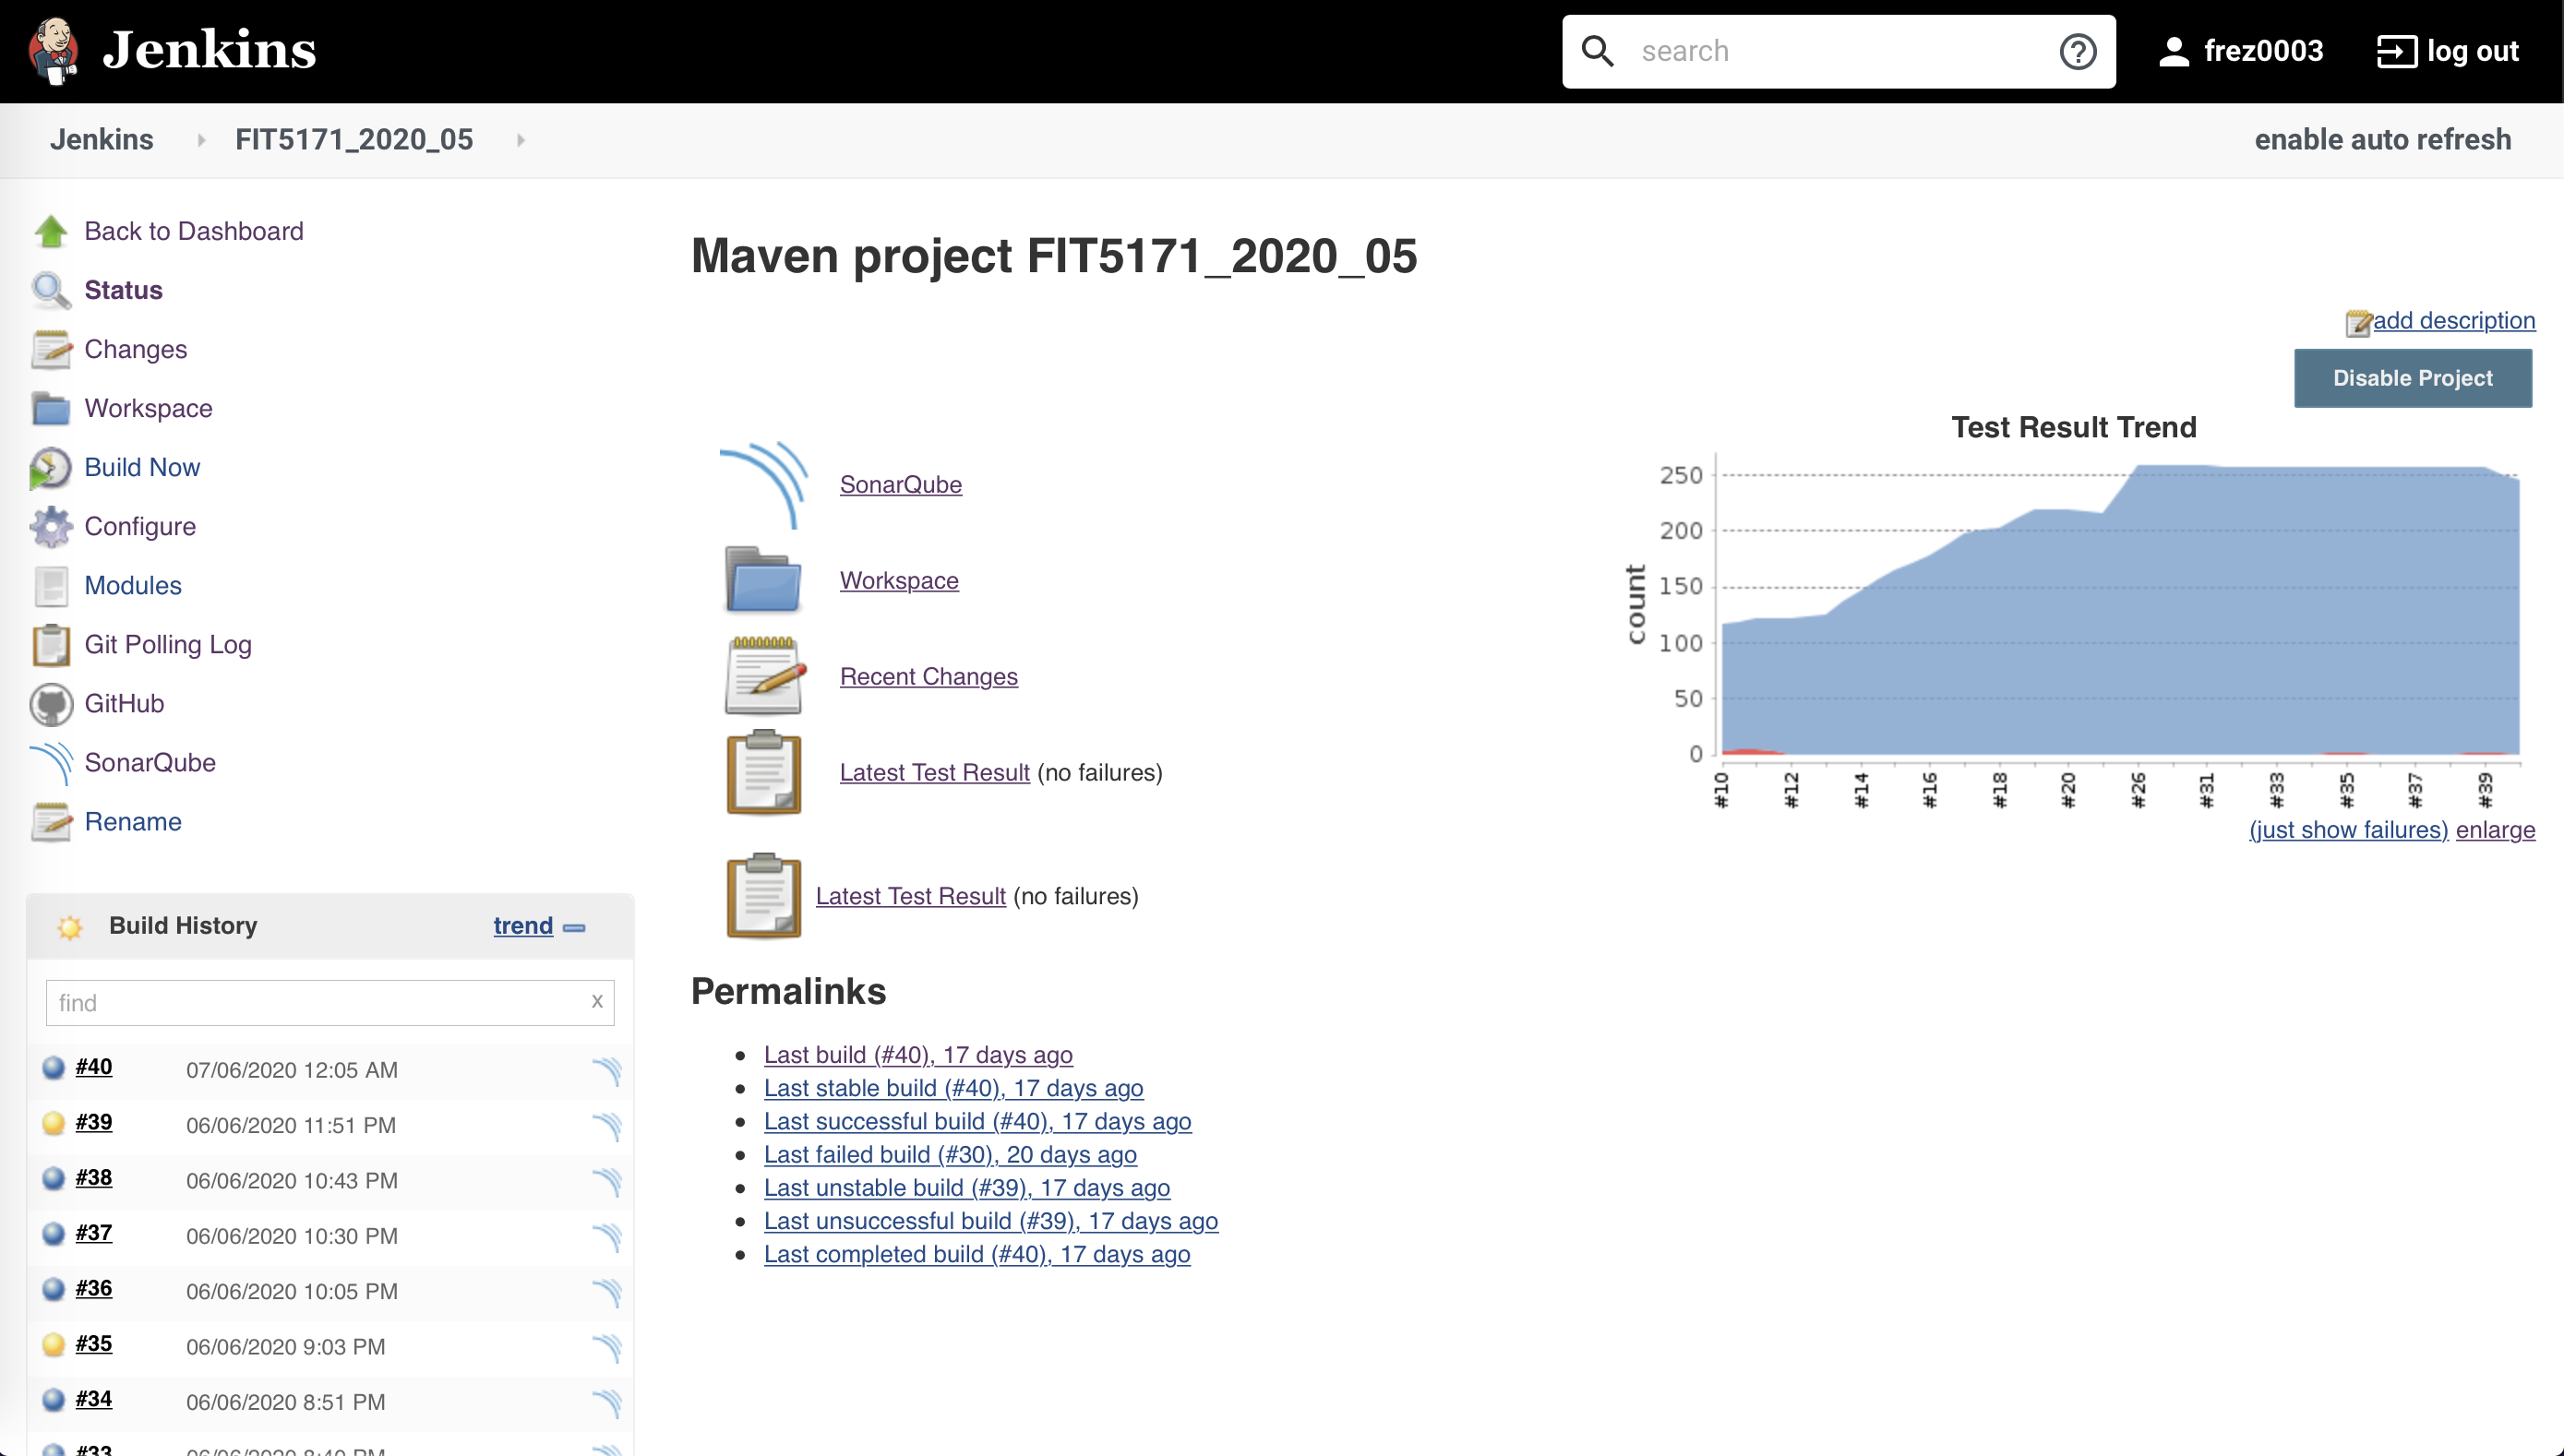 Jenkins
search
frez0003
log out
Jenkins
FIT5171_2020_05
enable auto refresh
Back to Dashboard
Status
Changes
Workspace
Build Now
Configure
Modules
Git Polling Log
GitHub
SonarQube
Rename
Build History
trend
find
x
#40 07/06/2020 12:05 AM
#39 06/06/2020 11:51 PM
#38 06/06/2020 10:43 PM
#37 06/06/2020 10:30 PM
#36 06/06/2020 10:05 PM
#35 06/06/2020 9:03 PM
#34 06/06/2020 8:51 PM
#33 06/06/2020 8:40 PM
Maven project FIT5171_2020_05
add description
Disable Project
SonarQube
Workspace
Recent Changes
Latest Test Result (no failures)
Latest Test Result (no failures)
Test Result Trend
count
250
200
150
100
50
0
#10 #12 #14 #16 #18 #20 #26 #31 #33 #35 #37 #39
(just show failures) enlarge
Permalinks
Last build (#40), 17 days ago
Last stable build (#40), 17 days ago
Last successful build (#40), 17 days ago
Last failed build (#30), 20 days ago
Last unstable build (#39), 17 days ago
Last unsuccessful build (#39), 17 days ago
Last completed build (#40), 17 days ago